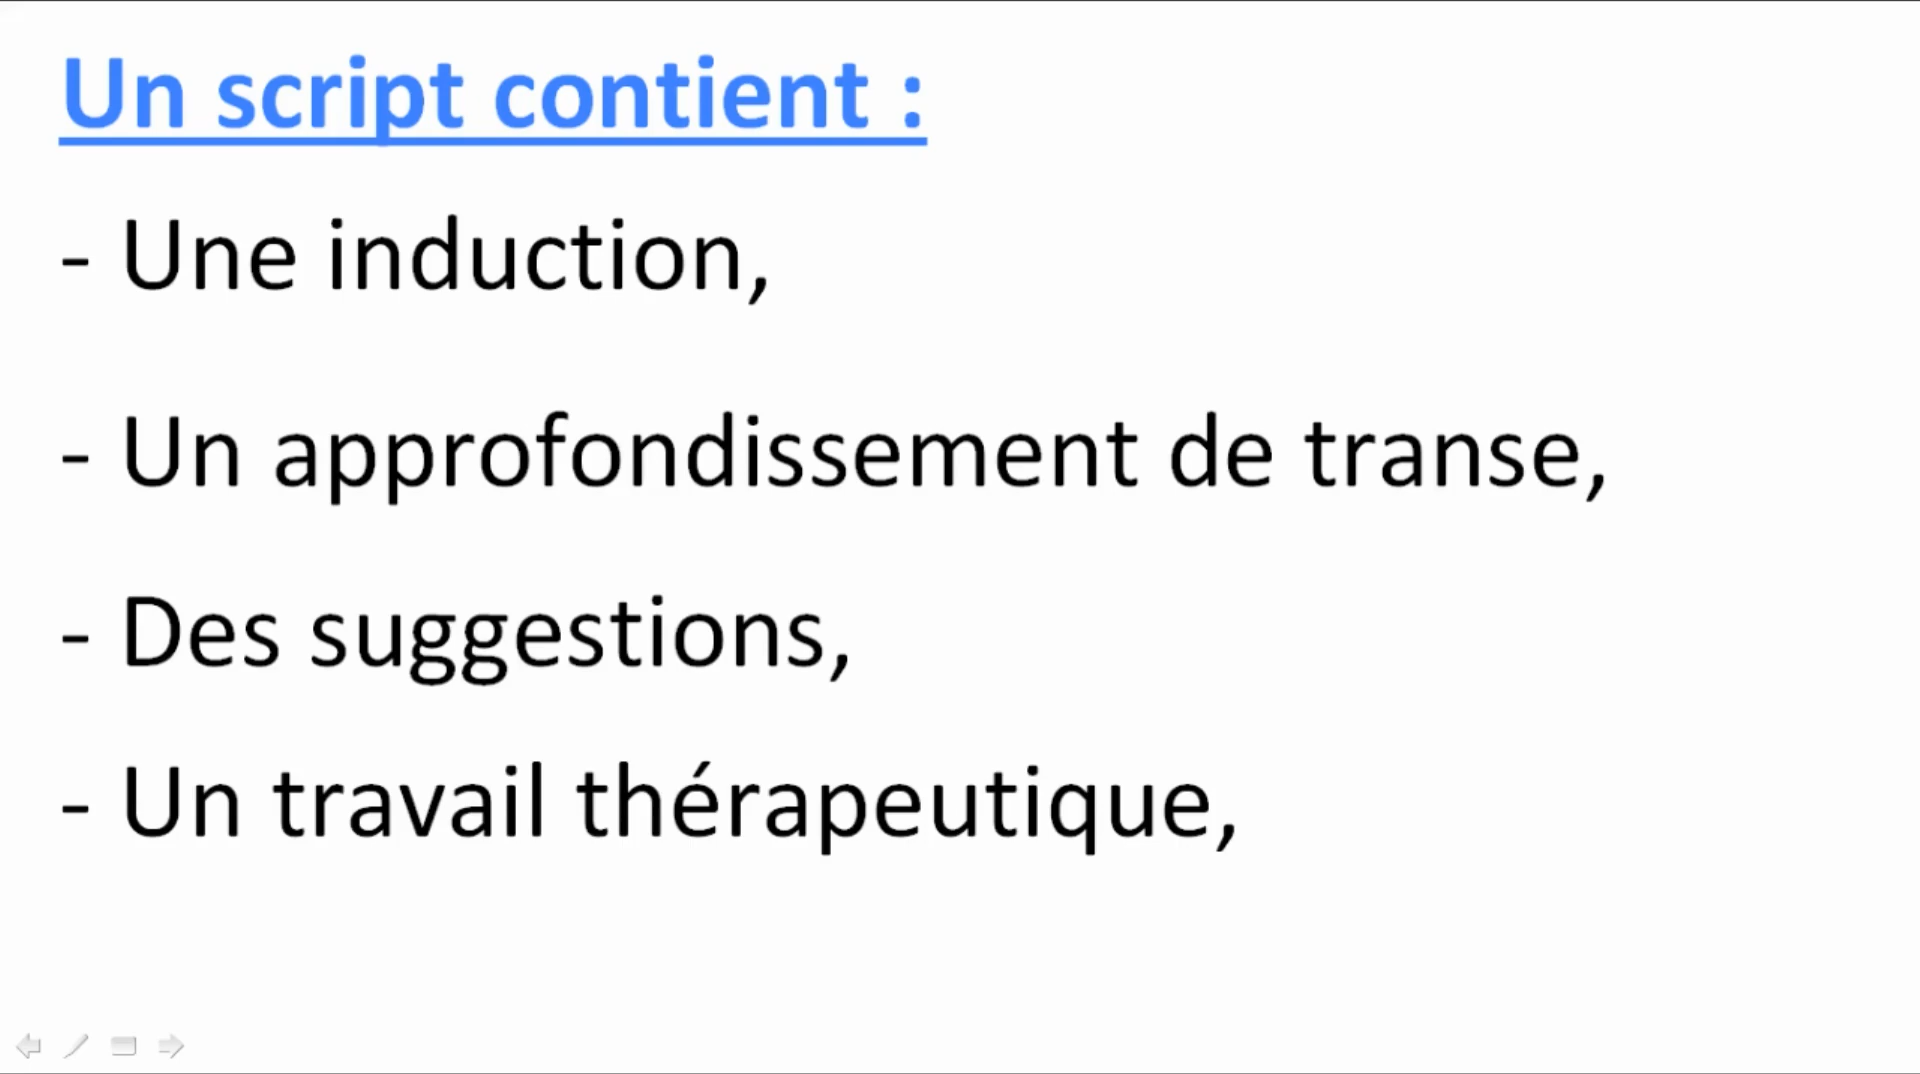 Un script contient :
- Une induction,
- Un approfondissement de transe,
- Des suggestions,
- Un travail thérapeutique,